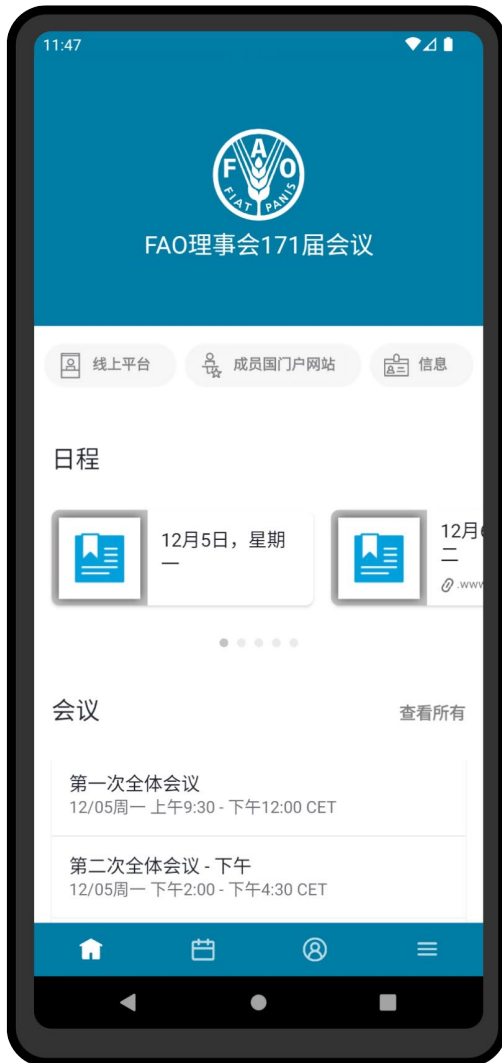 11:47
FAO
FIAT PANIS
FAO理事会171届会议
线上平台
成员国门户网站
信息
日程
12月5日，星期
一
12月6
二
.www
会议
查看所有
第一次全体会议
12/05周一 上午9:30 - 下午12:00 CET
第二次全体会议 - 下午
12/05周一 下午2:00 - 下午4:30 CET